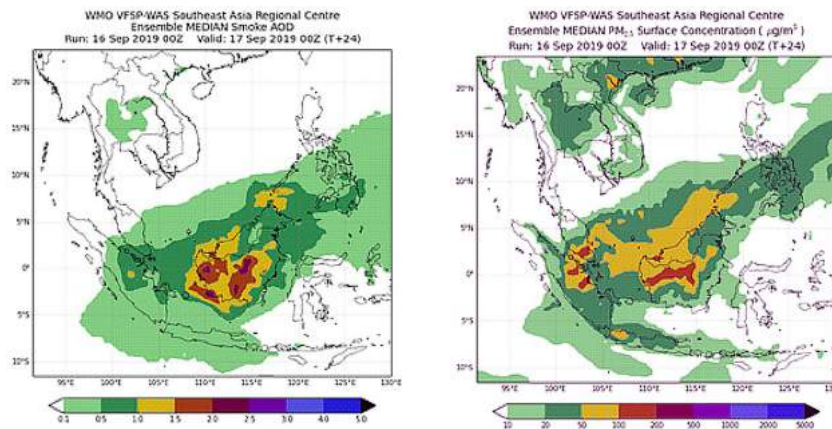 WMO VFSP-WAS Southeast Asia Regional Centre
Ensemble MEDIAN Smoke AOD
Run: 16 Sep 2019 00Z Valid: 17 Sep 2019 00Z (T+24)
20°N
15°N
10°N
5°N
0°
5°S
10°S
95°E 100°E 105°E 110°E 115°E 120°E 125°E 130°E
0.1 0.5 1.0 1.5 2.0 2.5 3.0 4.0 5.0
WMO VFSP-WAS Southeast Asia Regional Centre
Ensemble MEDIAN PM2.5 Surface Concentration ( μg/m³ )
Run: 16 Sep 2019 00Z Valid: 17 Sep 2019 00Z (T+24)
20°N
15°N
10°N
5°N
0°
5°S
10°S
95°E 100°E 105°E 110°E 115°E 120°E 125°E 130°E
10 20 50 100 200 500 1000 2000 5000